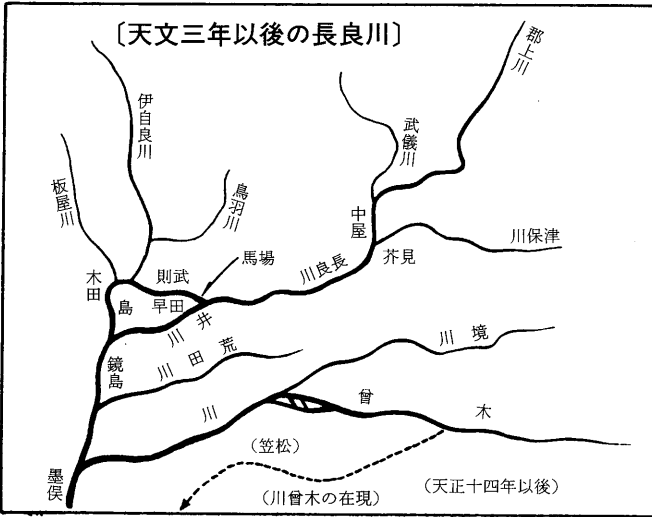 〔天文三年以後の長良川〕
郡上川
伊自良川
武儀川
板屋川
鳥羽川
中屋
津保川
芥見
馬場
長良川
則武
木田
島
早田
井川
境川
荒田川
鏡島
木曾川
(笠松)
墨俣
(現在の木曾川)
(天正十四年以後)